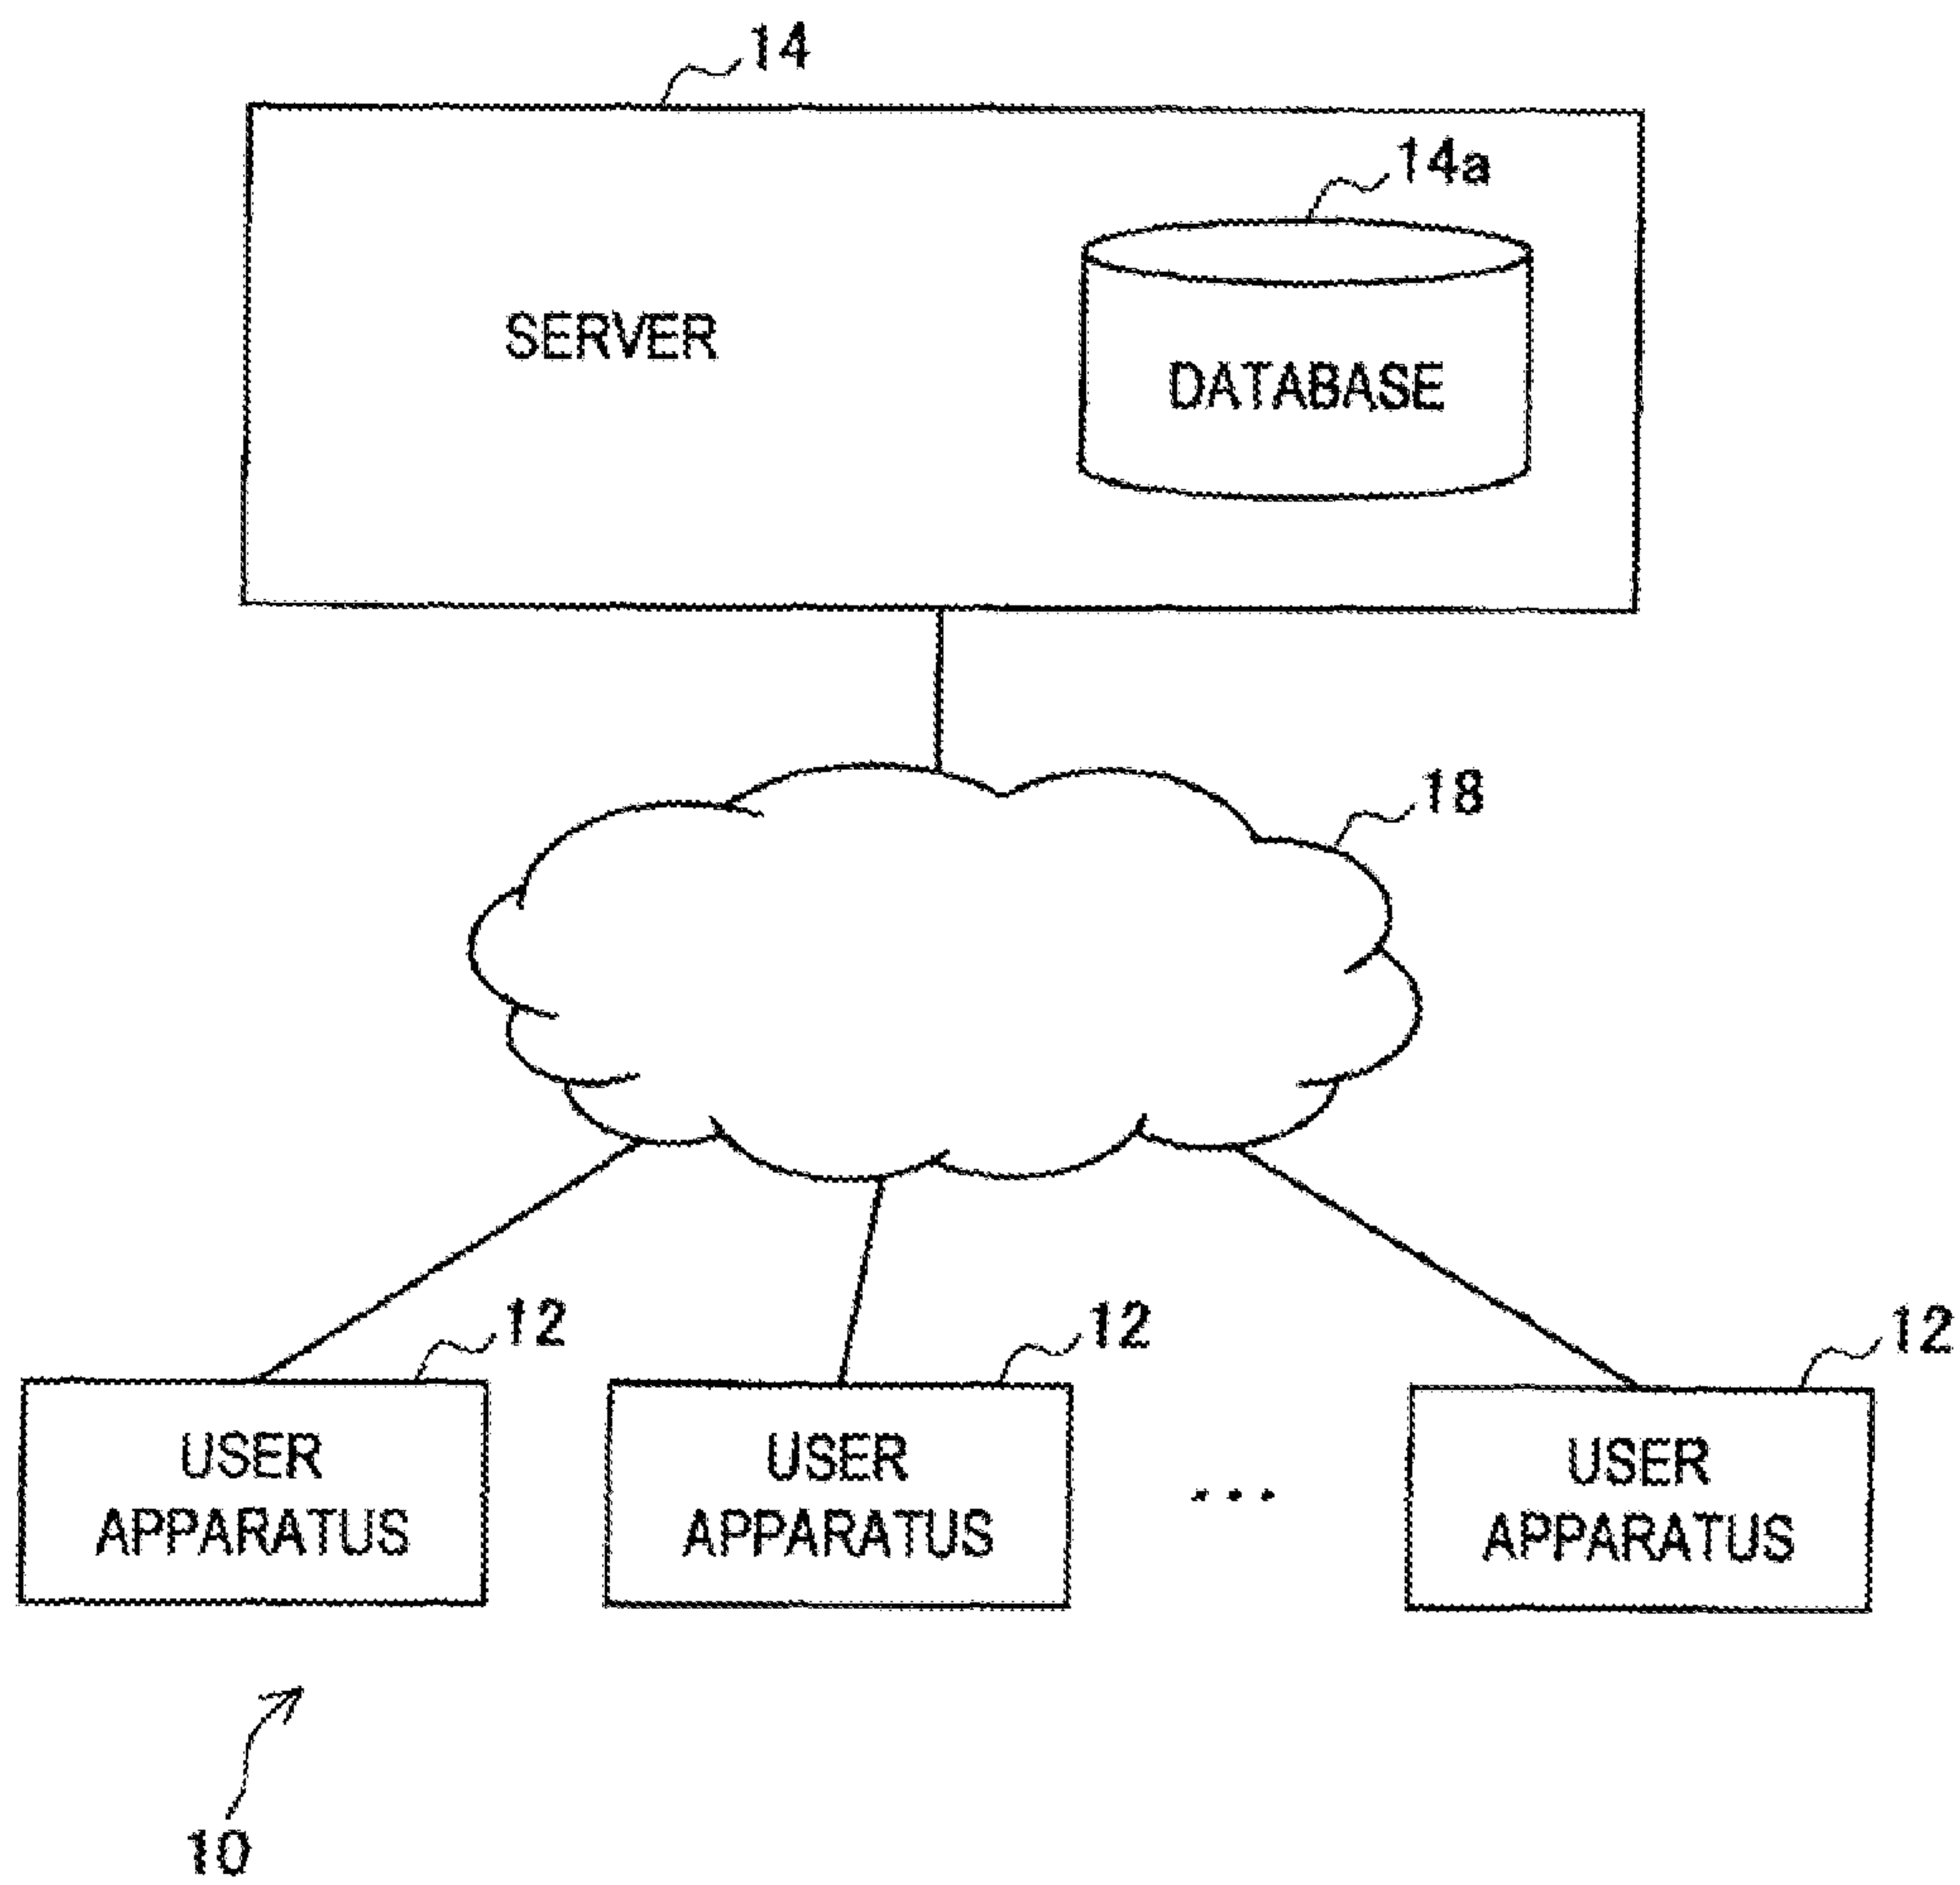 14
14a
SERVER
DATABASE
18
12
12
12
USER
APPARATUS
USER
APPARATUS
...
USER
APPARATUS
10